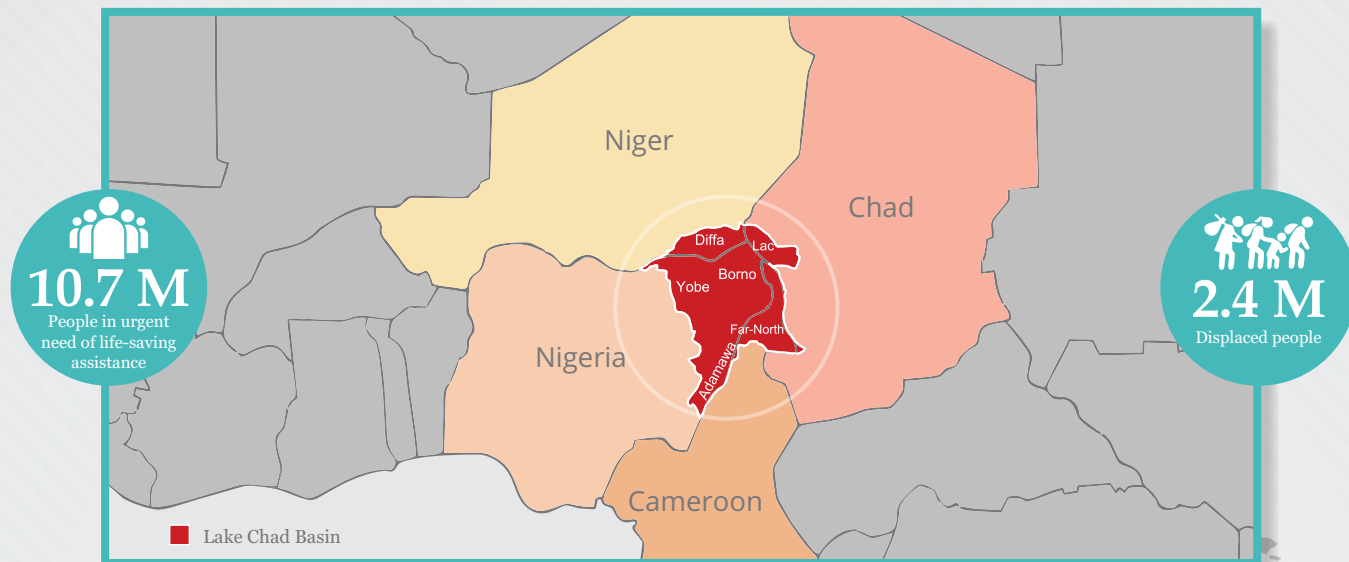 Niger
Chad
Diffa
Lac
Borno
Yobe
Far-North
Adamawa
Nigeria
Cameroon
10.7 M
People in urgent
need of life-saving
assistance
2.4 M
Displaced people
Lake Chad Basin